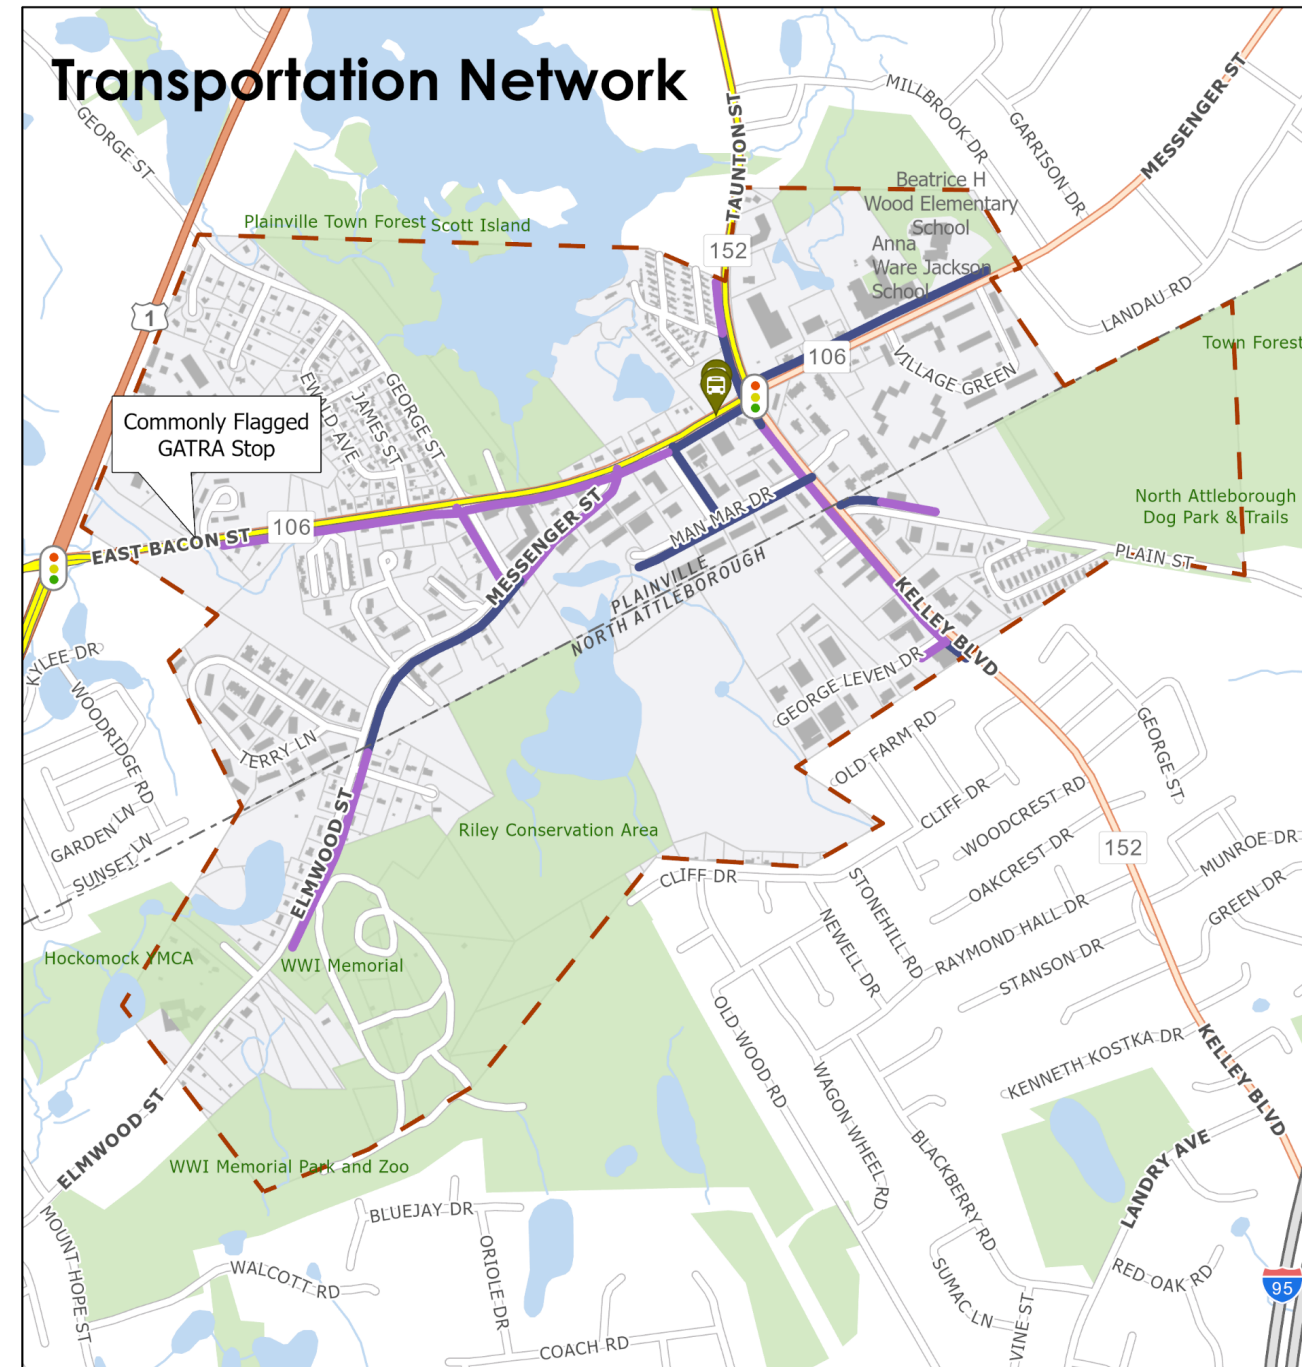 Transportation Network
GEORGE ST
TAUNTON ST
MILLBROOK DR
GARRISON DR
MESSENGER ST
Beatrice H
Wood Elementary
School
Plainville Town Forest
Scott Island
152
Anna
Ware Jackson
School
1
LANDAU RD
Town Forest
106
VILLAGE GREEN
EWALD AVE
JAMES ST
GEORGE ST
Commonly Flagged
GATRA Stop
106
EAST BACON ST
MESSENGER ST
MAN MAR DR
North Attleborough
Dog Park & Trails
PLAINVILLE
NORTH ATTLEBOROUGH
PLAIN ST
KELLEY BLVD
KYLEE DR
WOODRIDGE RD
GEORGE LEVEN DR
TERRY LN
OLD FARM RD
GEORGE ST
CLIFF DR
WOODCREST RD
GARDEN LN
SUNSET LN
ELMWOOD ST
Riley Conservation Area
OAKCREST DR
152
MUNROE DR
CLIFF DR
STONEHILL RD
GREEN DR
NEWELL DR
RAYMOND HALL DR
STANSON DR
Hockomock YMCA
WWI Memorial
OLD WOOD RD
WAGON WHEEL RD
KENNETH KOSTKA DR
KELLEY BLVD
ELMWOOD ST
WWI Memorial Park and Zoo
BLACKBERRY RD
LANDRY AVE
MOUNT HOPE ST
BLUEJAY DR
ORIOLE DR
WALCOTT RD
SUMAC LN
RED OAK RD
95
VINE ST
COACH RD